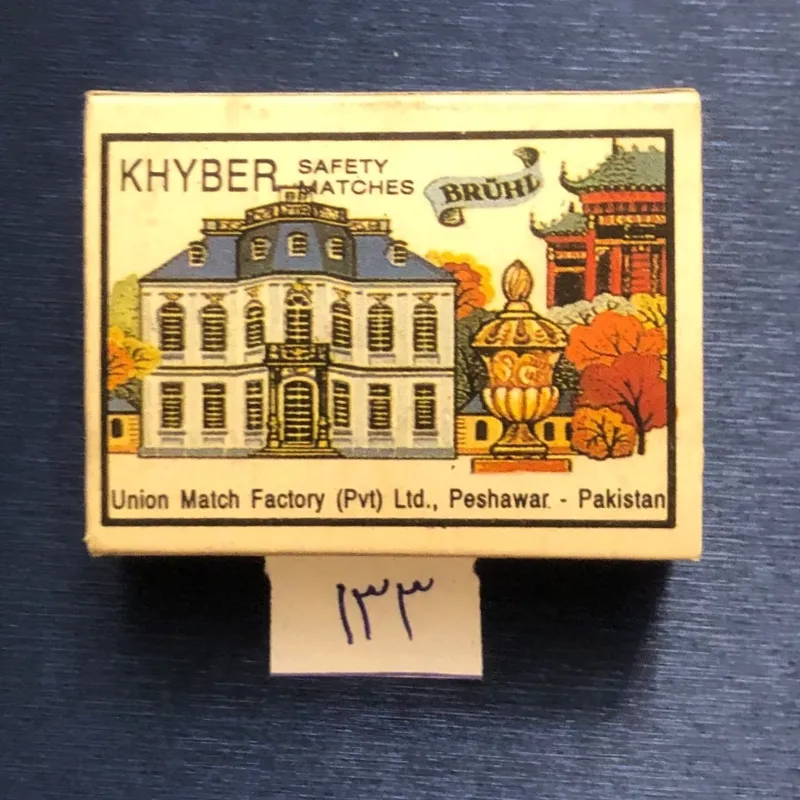 KHYBER SAFETY MATCHES
BRÜHL
Union Match Factory (Pvt) Ltd., Peshawar. - Pakistan
۱۳۳